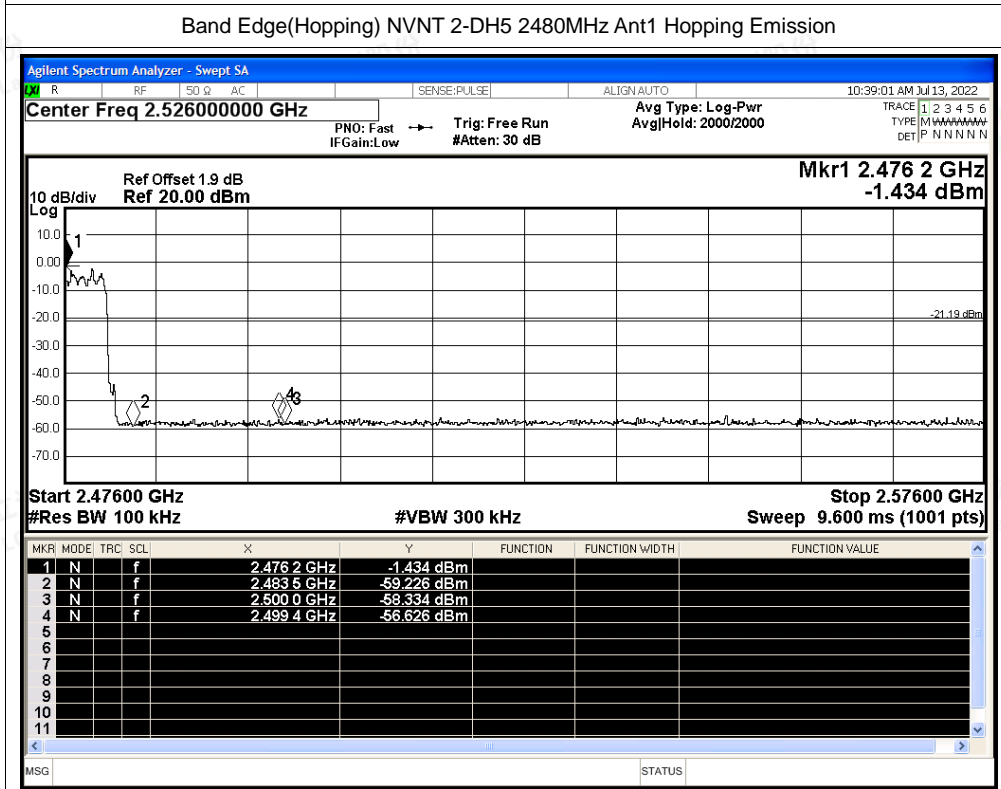 Band Edge(Hopping) NVNT 2-DH5 2480MHz Ant1 Hopping Emission
Agilent Spectrum Analyzer - Swept SA
LXI R RF 50 Ω AC SENSE:PULSE ALIGN AUTO 10:39:01 AM Jul 13, 2022
Center Freq 2.526000000 GHz Avg Type: Log-Pwr TRACE 1 2 3 4 5 6
PNO: Fast Trig: Free Run Avg|Hold: 2000/2000 TYPE M WWWWW
IFGain:Low #Atten: 30 dB DET P N N N N N
Mkr1 2.476 2 GHz
Ref Offset 1.9 dB
10 dB/div Ref 20.00 dBm -1.434 dBm
Log
10.0
1
0.00
-10.0
-20.0
-21.19 dBm
-30.0
-40.0
-50.0
2 4 3
-60.0
-70.0
Start 2.47600 GHz Stop 2.57600 GHz
#Res BW 100 kHz #VBW 300 kHz Sweep 9.600 ms (1001 pts)
MKR MODE TRC SCL X Y FUNCTION FUNCTION WIDTH FUNCTION VALUE
1 N f 2.476 2 GHz -1.434 dBm
2 N f 2.483 5 GHz -59.226 dBm
3 N f 2.500 0 GHz -58.334 dBm
4 N f 2.499 4 GHz -56.626 dBm
5
6
7
8
9
10
11
MSG STATUS